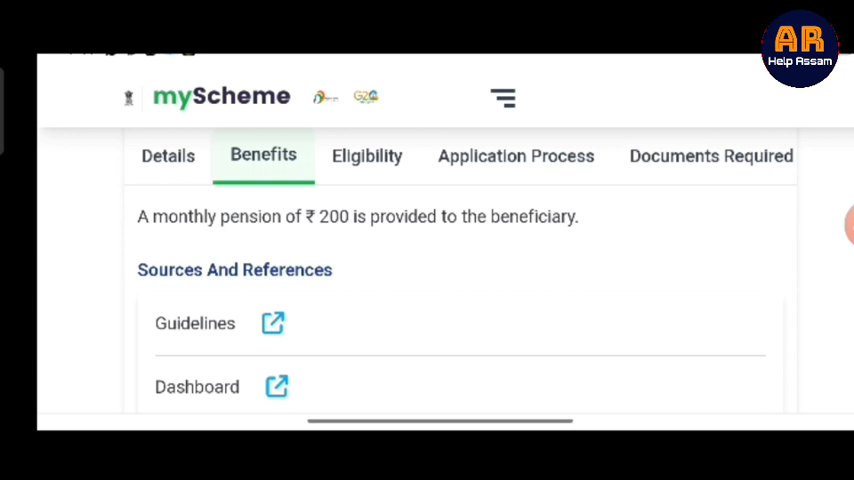 AR
Help Assam
myScheme
G20
Details Benefits Eligibility Application Process Documents Required
A monthly pension of ₹ 200 is provided to the beneficiary.
Sources And References
Guidelines
Dashboard